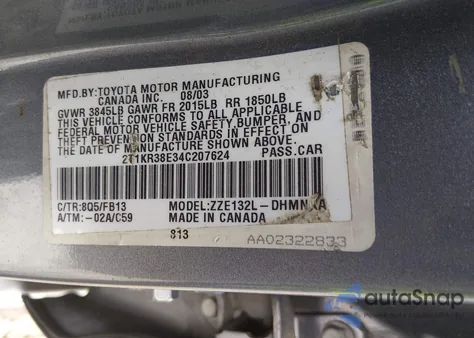 MFD.BY:TOYOTA MOTOR MANUFACTURING
CANADA INC. 08/03
GVWR 3845LB GAWR FR 2015LB RR 1850LB
THIS VEHICLE CONFORMS TO ALL APPLICABLE
FEDERAL MOTOR VEHICLE SAFETY,BUMPER, AND
THEFT PREVENTION STANDARDS IN EFFECT ON
THE DATE OF MANUFACTURE SHOWN ABOVE.
2T1KR38E34C207624 PASS.CAR
C/TR:8Q5/FB13 MODEL:ZZE132L-DHMNKA
A/TM:-02A/C59 MADE IN CANADA
813 AA02322833
autoSnap